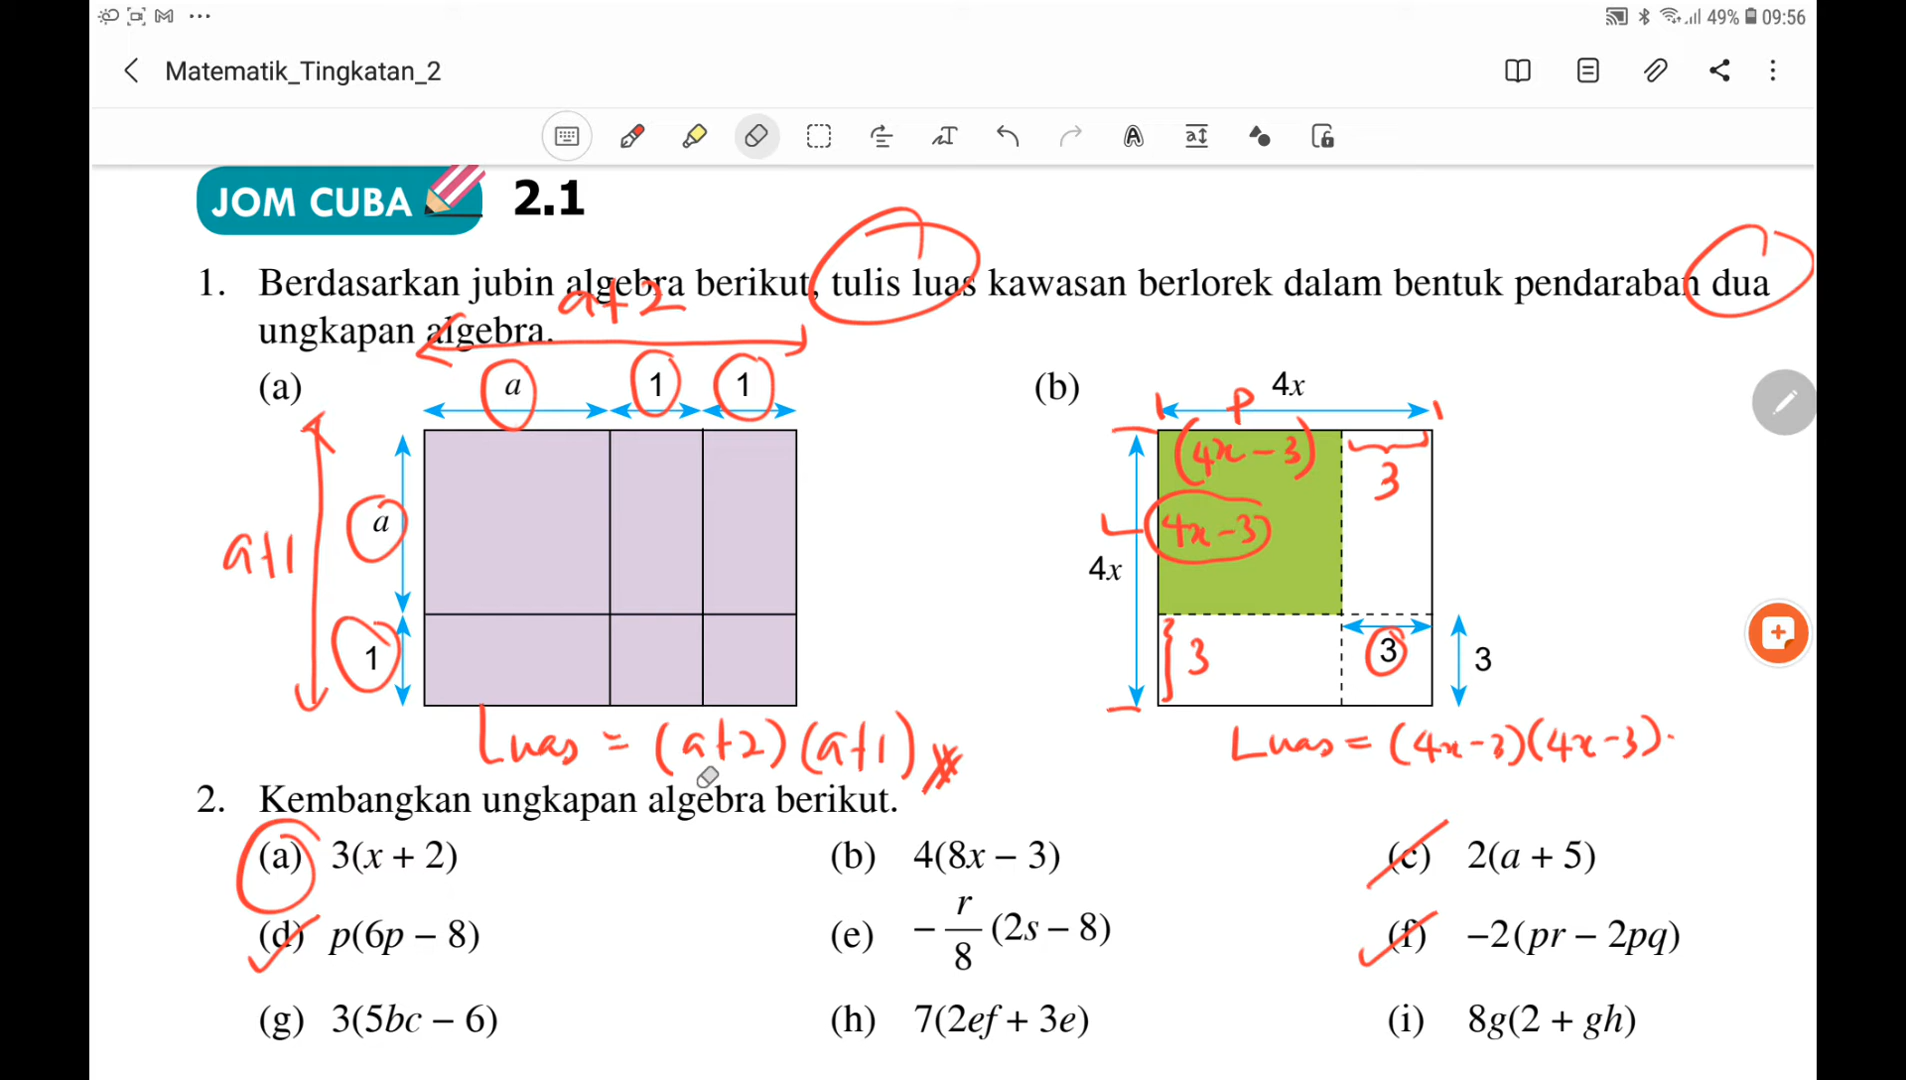 49% 09:56
Matematik_Tingkatan_2
JOM CUBA 2.1
1. Berdasarkan jubin algebra berikut, tulis luas kawasan berlorek dalam bentuk pendaraban dua
ungkapan algebra.
a+2
(a) a 1 1
a+1
a
1
Luas = (a+2)(a+1)
(b) 4x
P
(4x-3) 3
L 4x-3
4x
3 3 3
Luas = (4x-3)(4x-3).
2. Kembangkan ungkapan algebra berikut.
(a) 3(x + 2) (b) 4(8x – 3) (c) 2(a + 5)
(d) p(6p – 8) (e) –r/8(2s – 8) (f) –2(pr – 2pq)
(g) 3(5bc – 6) (h) 7(2ef + 3e) (i) 8g(2 + gh)